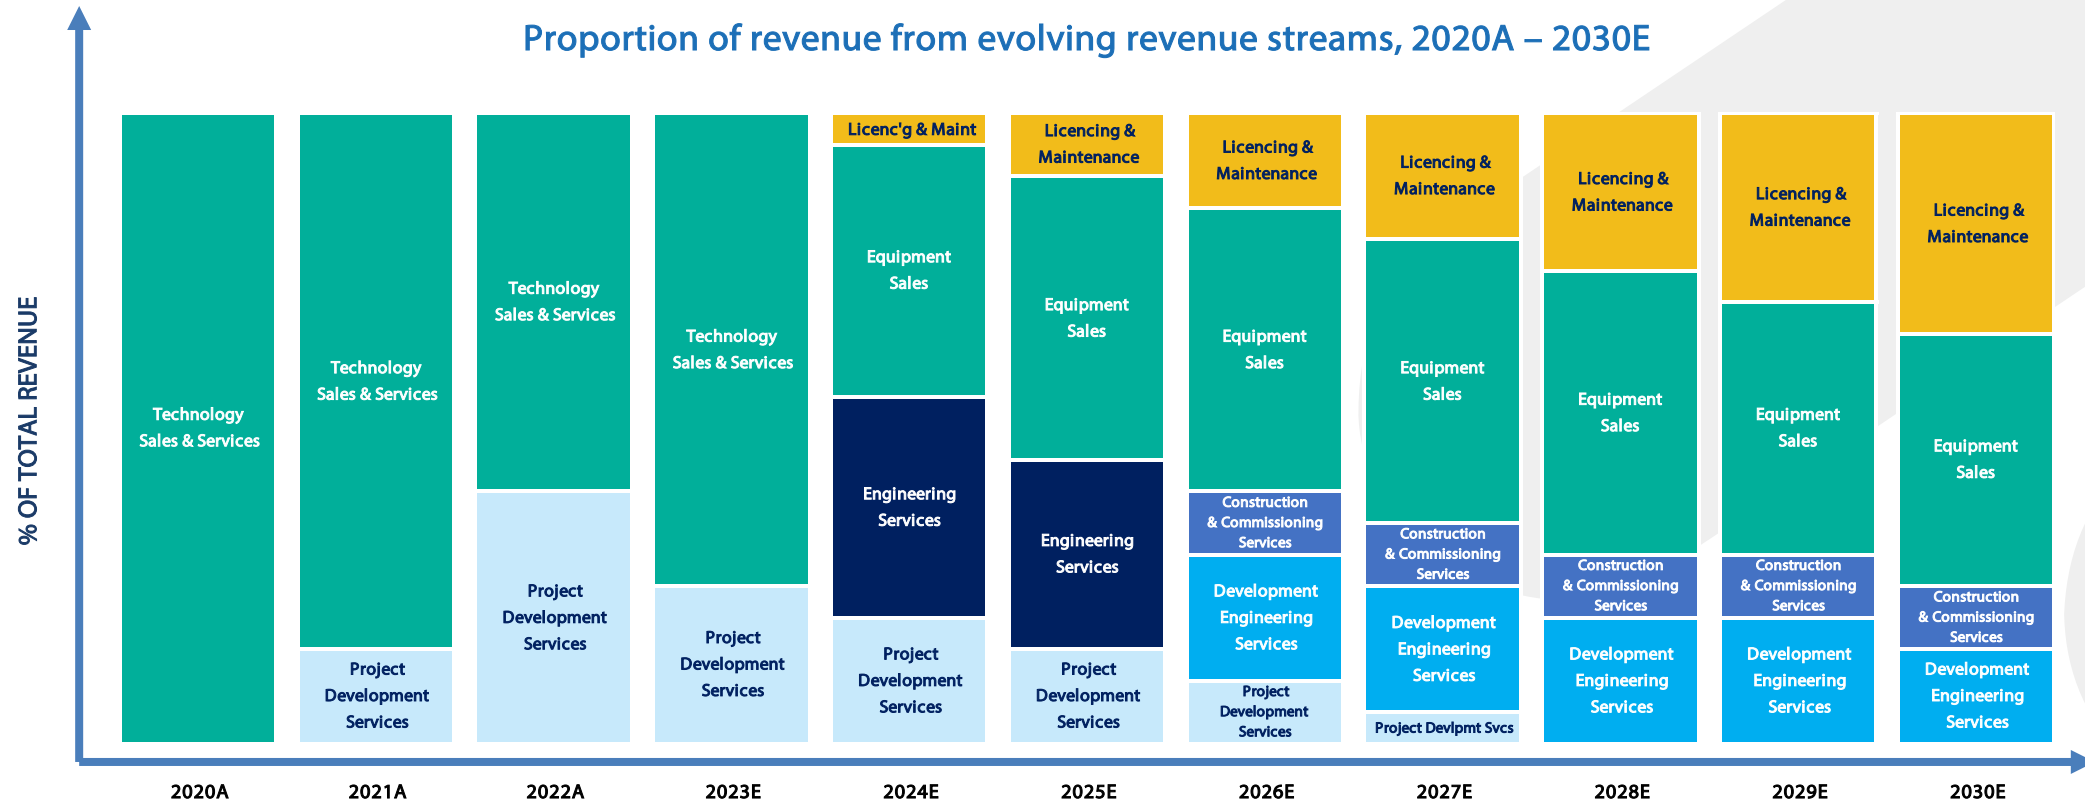 Proportion of revenue from evolving revenue streams, 2020A – 2030E
% OF TOTAL REVENUE
Technology
Sales & Services
2020A
Technology
Sales & Services
Project
Development
Services
2021A
Technology
Sales & Services
Project
Development
Services
2022A
Technology
Sales & Services
Project
Development
Services
2023E
Licenc'g & Maint
Equipment
Sales
Engineering
Services
Project
Development
Services
2024E
Licencing &
Maintenance
Equipment
Sales
Engineering
Services
Project
Development
Services
2025E
Licencing &
Maintenance
Equipment
Sales
Construction
& Commissioning
Services
Development
Engineering
Services
Project
Development
Services
2026E
Licencing &
Maintenance
Equipment
Sales
Construction
& Commissioning
Services
Development
Engineering
Services
Project Devlpmt Svcs
2027E
Licencing &
Maintenance
Equipment
Sales
Construction
& Commissioning
Services
Development
Engineering
Services
2028E
Licencing &
Maintenance
Equipment
Sales
Construction
& Commissioning
Services
Development
Engineering
Services
2029E
Licencing &
Maintenance
Equipment
Sales
Construction
& Commissioning
Services
Development
Engineering
Services
2030E